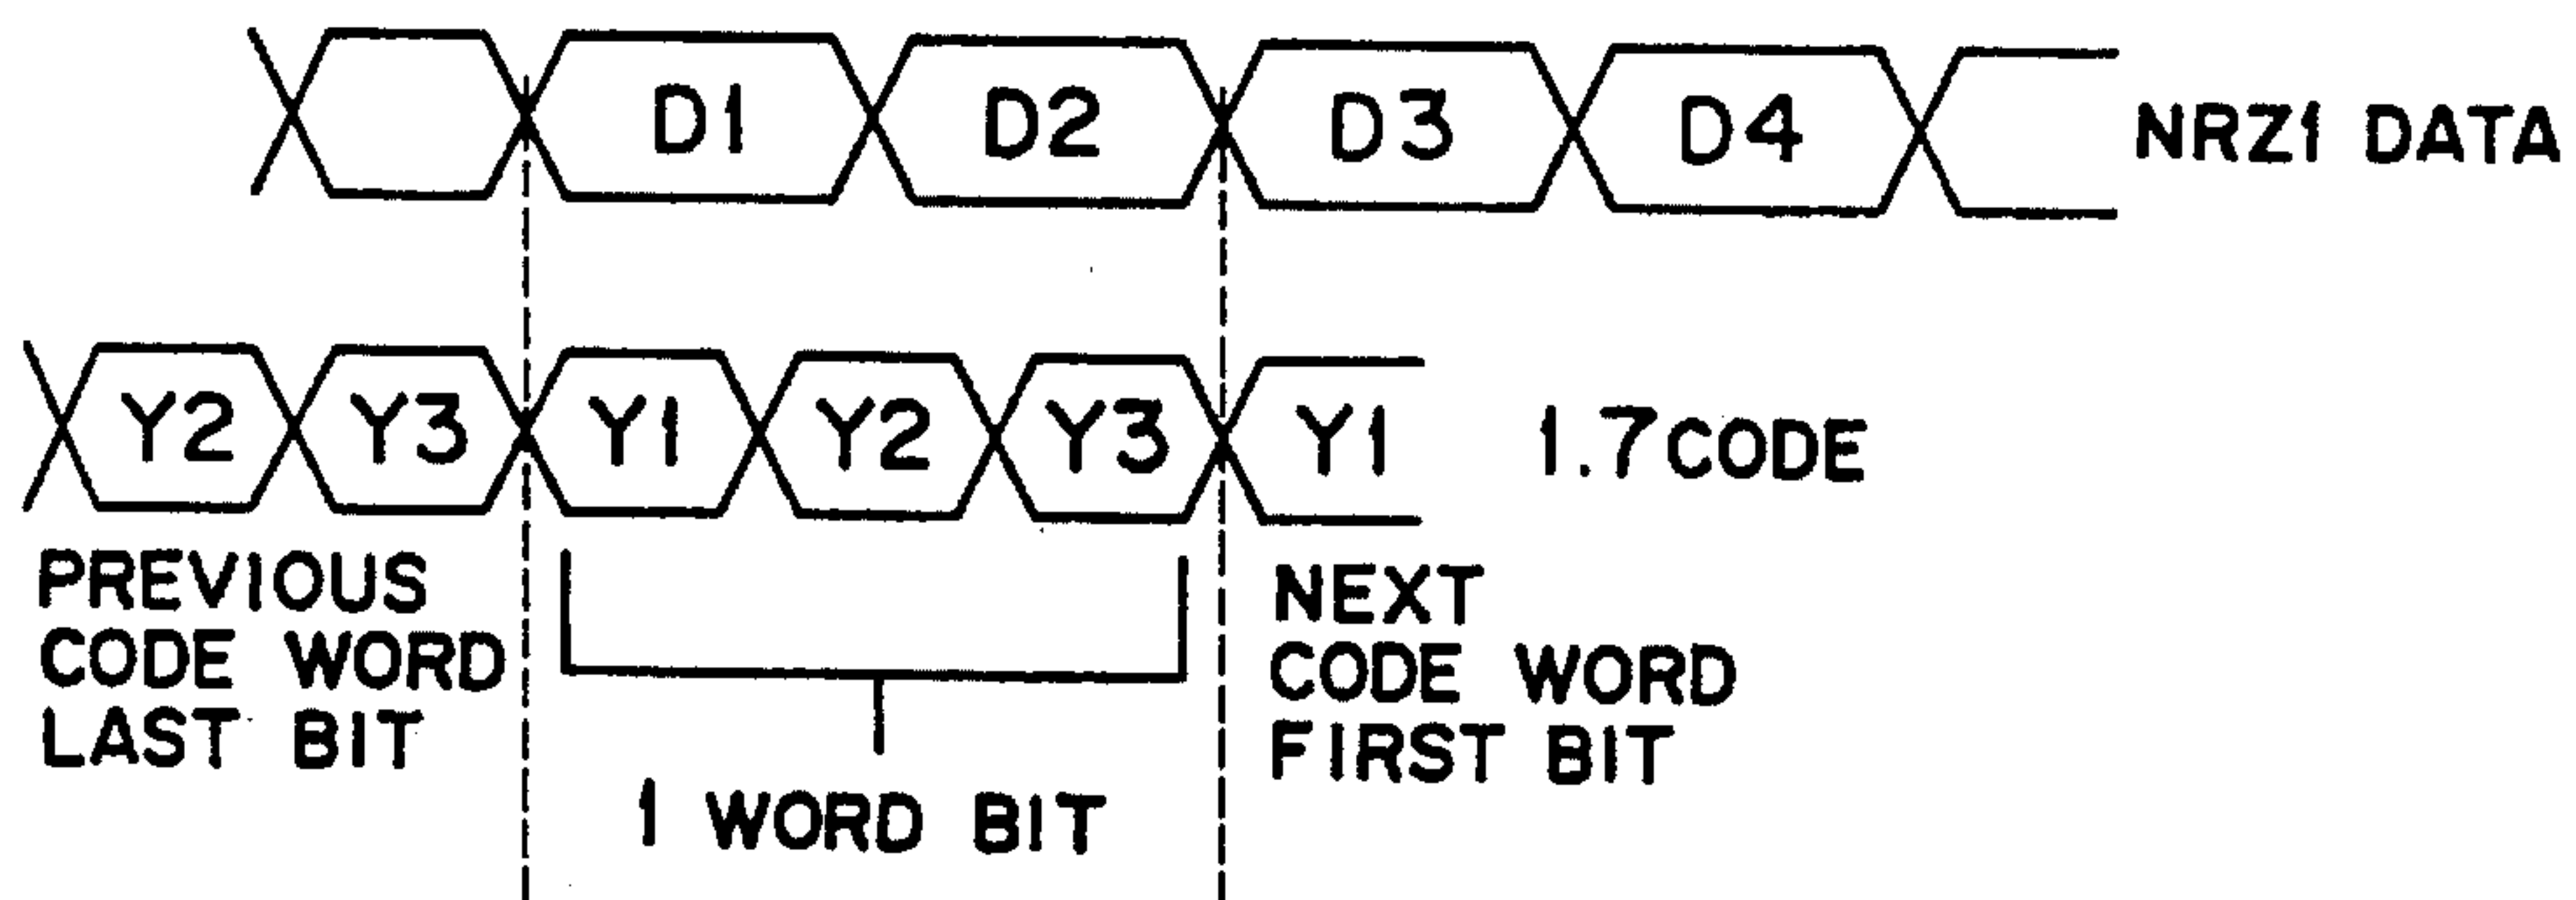 D1 D2 D3 D4 NRZ1 DATA
Y2 Y3 Y1 Y2 Y3 Y1 1.7CODE
PREVIOUS
CODE WORD
LAST BIT
1 WORD BIT
NEXT
CODE WORD
FIRST BIT